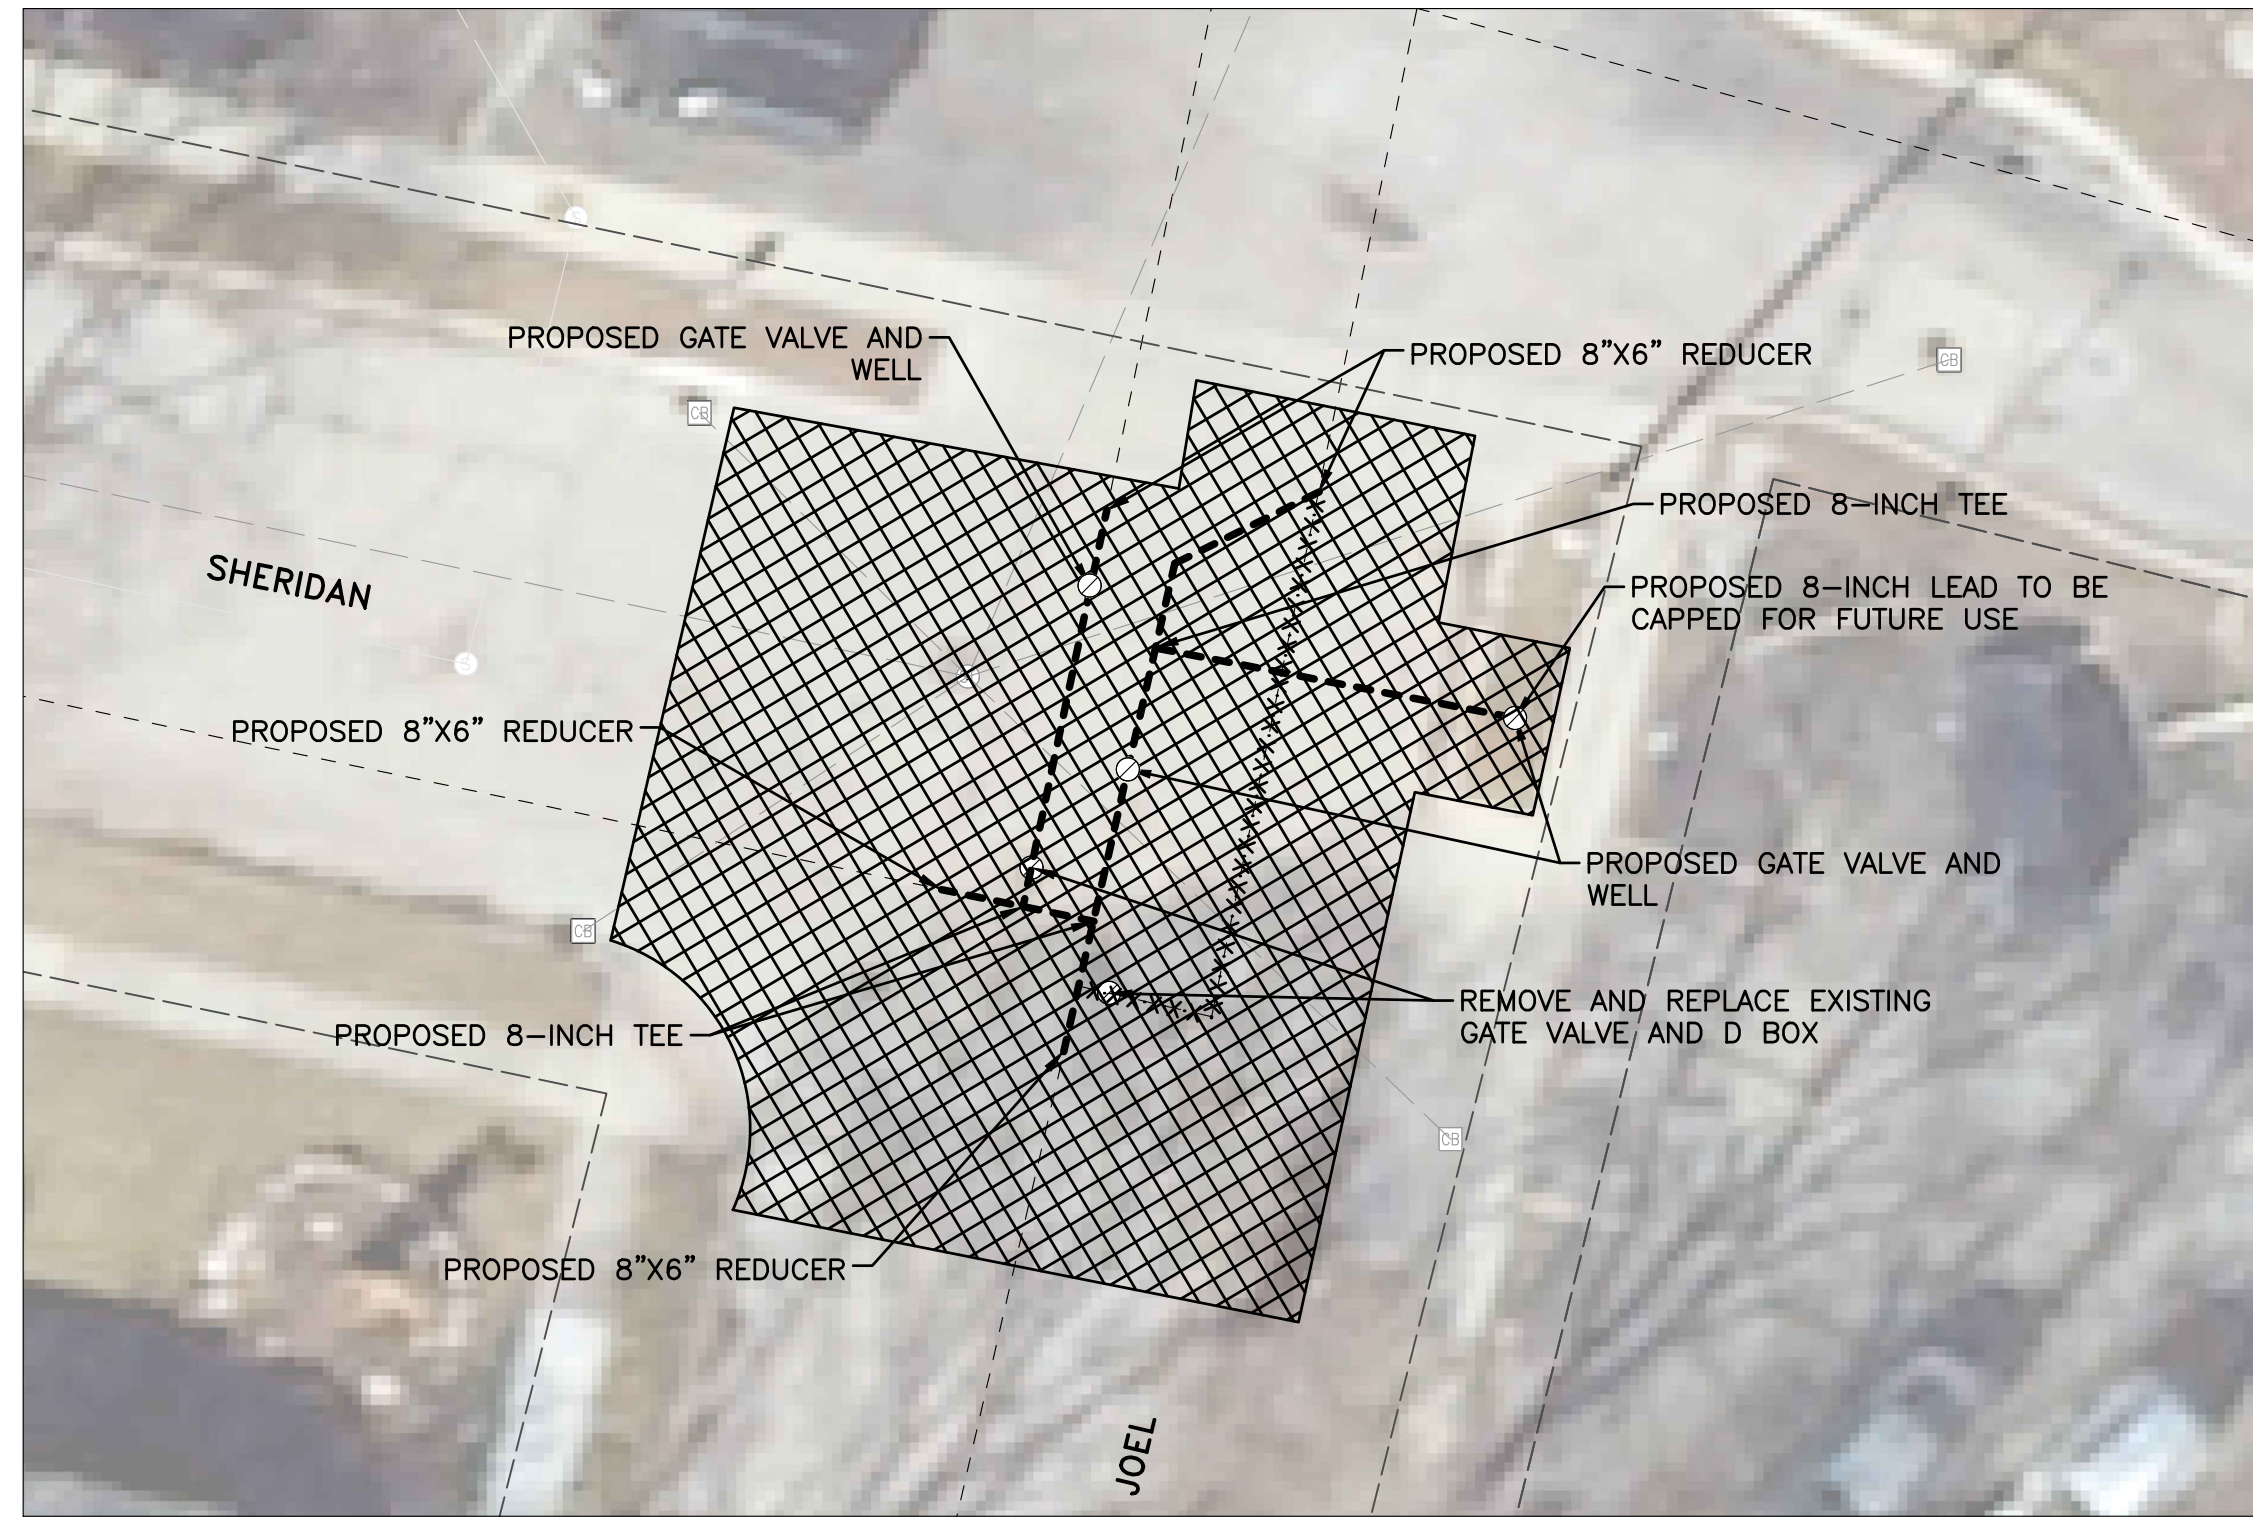 PROPOSED GATE VALVE AND
WELL
PROPOSED 8”X6” REDUCER
CB
CB
S
PROPOSED 8–INCH TEE
SHERIDAN
PROPOSED 8–INCH LEAD TO BE
CAPPED FOR FUTURE USE
S
S
PROPOSED 8”X6” REDUCER
PROPOSED GATE VALVE AND
WELL
CB
REMOVE AND REPLACE EXISTING
GATE VALVE AND D BOX
PROPOSED 8–INCH TEE
CB
PROPOSED 8”X6” REDUCER
JOEL